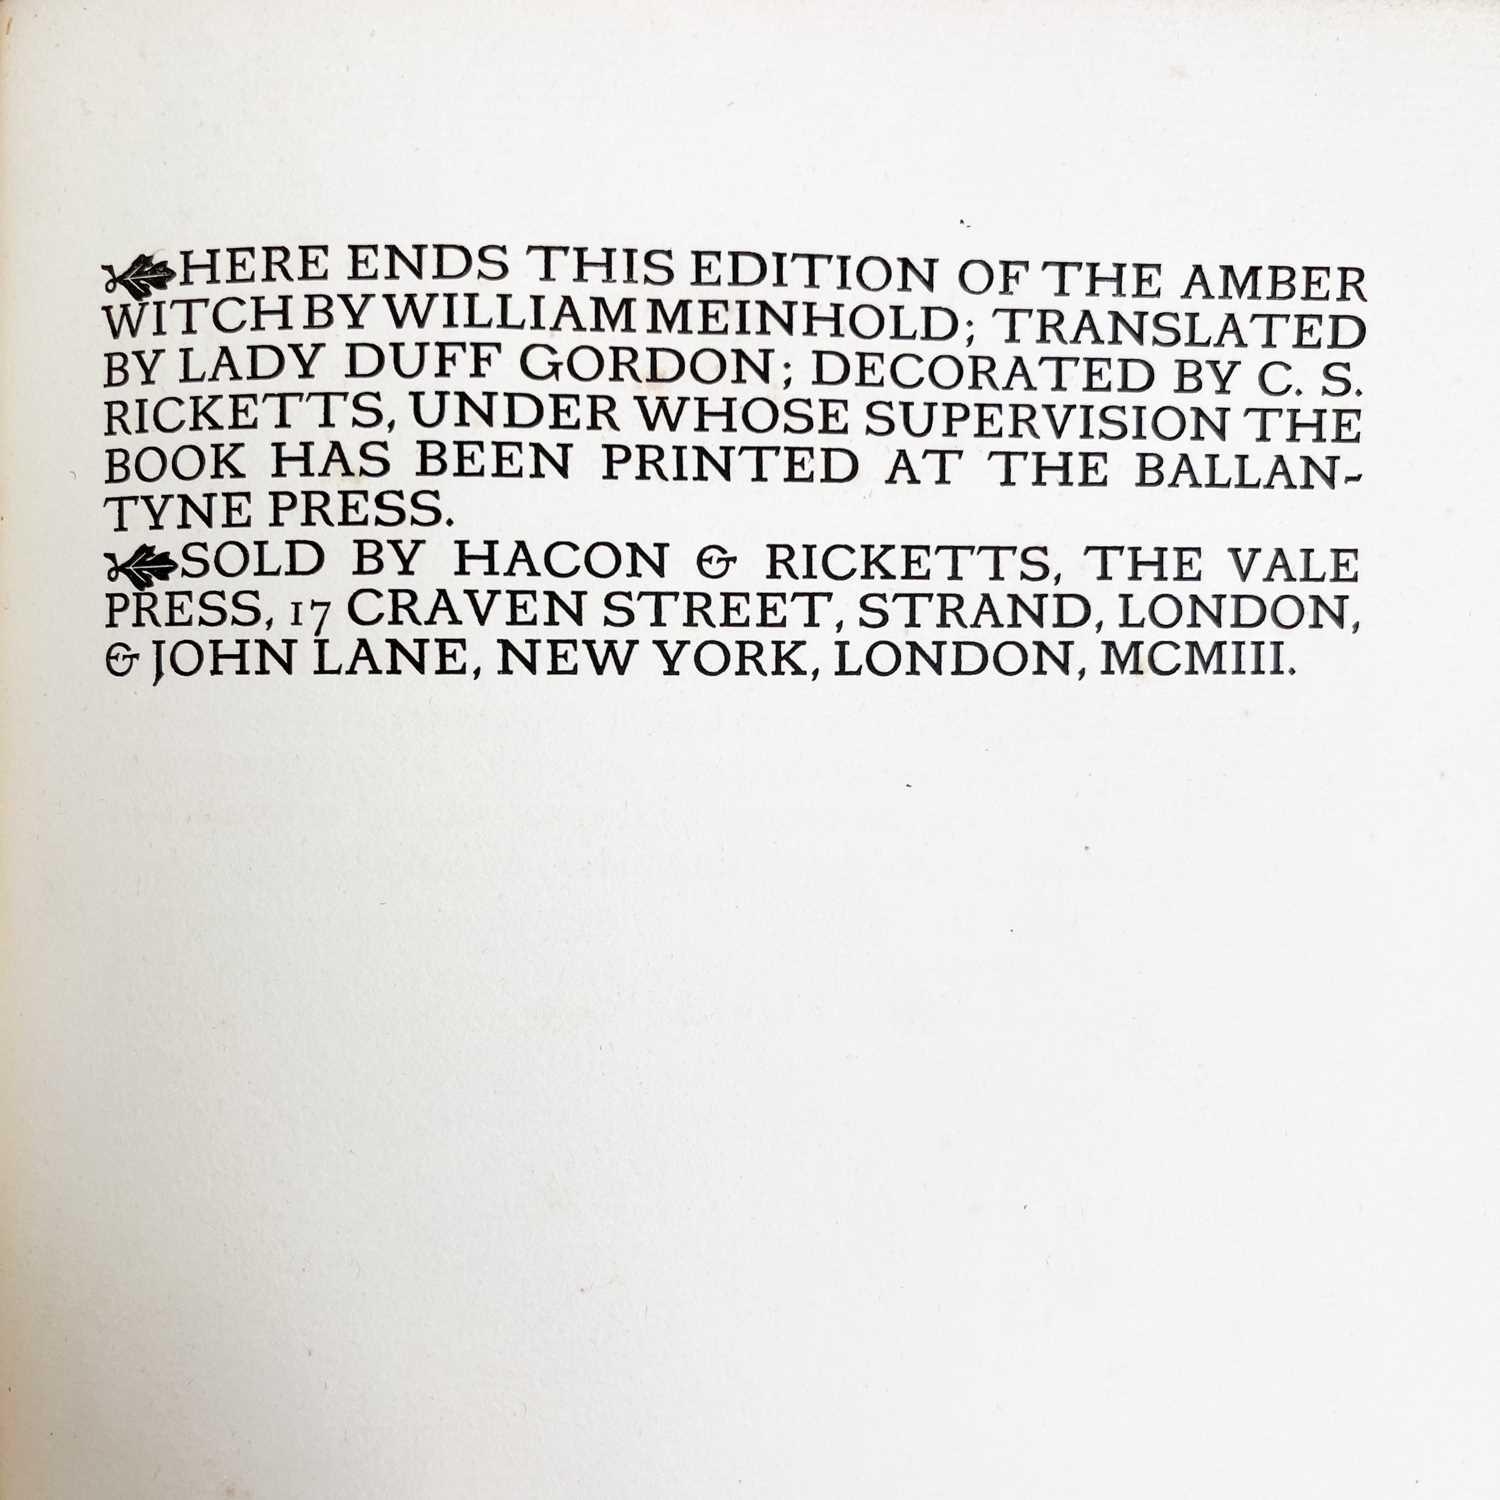 HERE ENDS THIS EDITION OF THE AMBER
WITCH BY WILLIAM MEINHOLD; TRANSLATED
BY LADY DUFF GORDON; DECORATED BY C. S.
RICKETTS, UNDER WHOSE SUPERVISION THE
BOOK HAS BEEN PRINTED AT THE BALLAN-
TYNE PRESS.
SOLD BY HACON & RICKETTS, THE VALE
PRESS, 17 CRAVEN STREET, STRAND, LONDON,
& JOHN LANE, NEW YORK, LONDON, MCMIII.